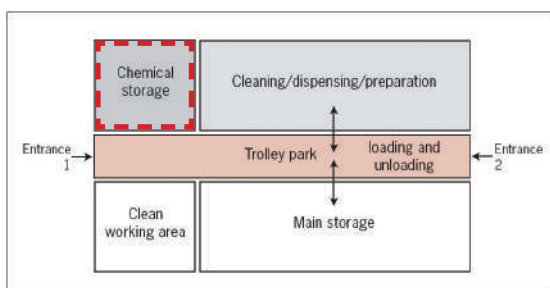 Chemical
storage
Cleaning/dispensing/preparation
Entrance
1
Trolley park
loading and
unloading
Entrance
2
Clean
working area
Main storage